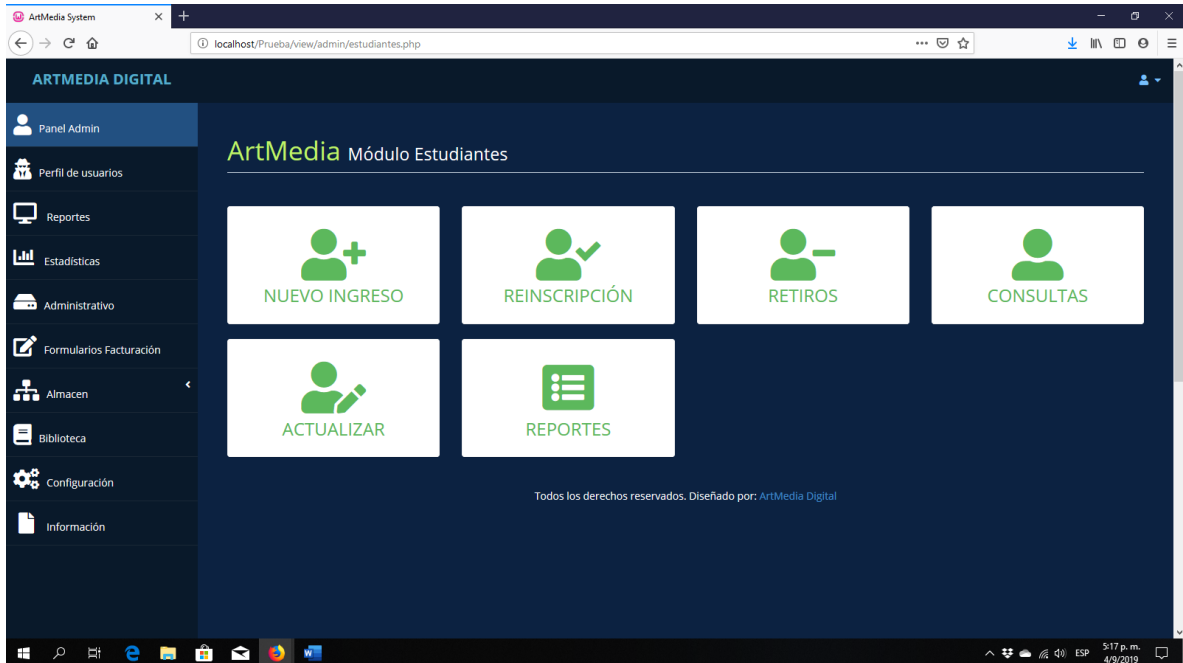 ArtMedia System
localhost/Prueba/view/admin/estudiantes.php
ARTMEDIA DIGITAL
Panel Admin
Perfil de usuarios
Reportes
Estadísticas
Administrativo
Formularios Facturación
Almacen
Biblioteca
Configuración
Información
ArtMedia Módulo Estudiantes
NUEVO INGRESO
REINSCRIPCIÓN
RETIROS
CONSULTAS
ACTUALIZAR
REPORTES
Todos los derechos reservados. Diseñado por: ArtMedia Digital
ESP
5:17 p. m.
4/9/2019